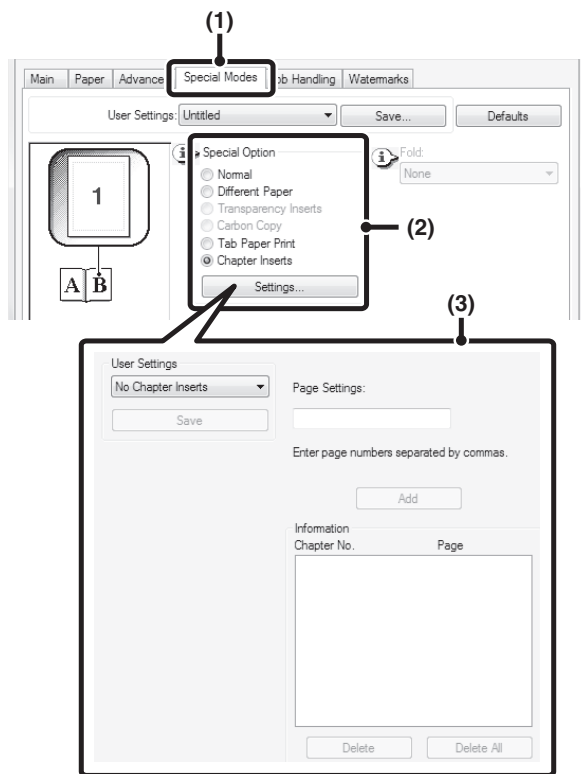 (1)
Main Paper Advance Special Modes ob Handling Watermarks
User Settings: Untitled Save... Defaults
Special Option
Fold:
Normal
None
Different Paper
Transparency Inserts
Carbon Copy
(2)
Tab Paper Print
Chapter Inserts
Settings...
1
A B
(3)
User Settings
No Chapter Inserts
Save
Page Settings:
Enter page numbers separated by commas.
Add
Information
Chapter No. Page
Delete Delete All